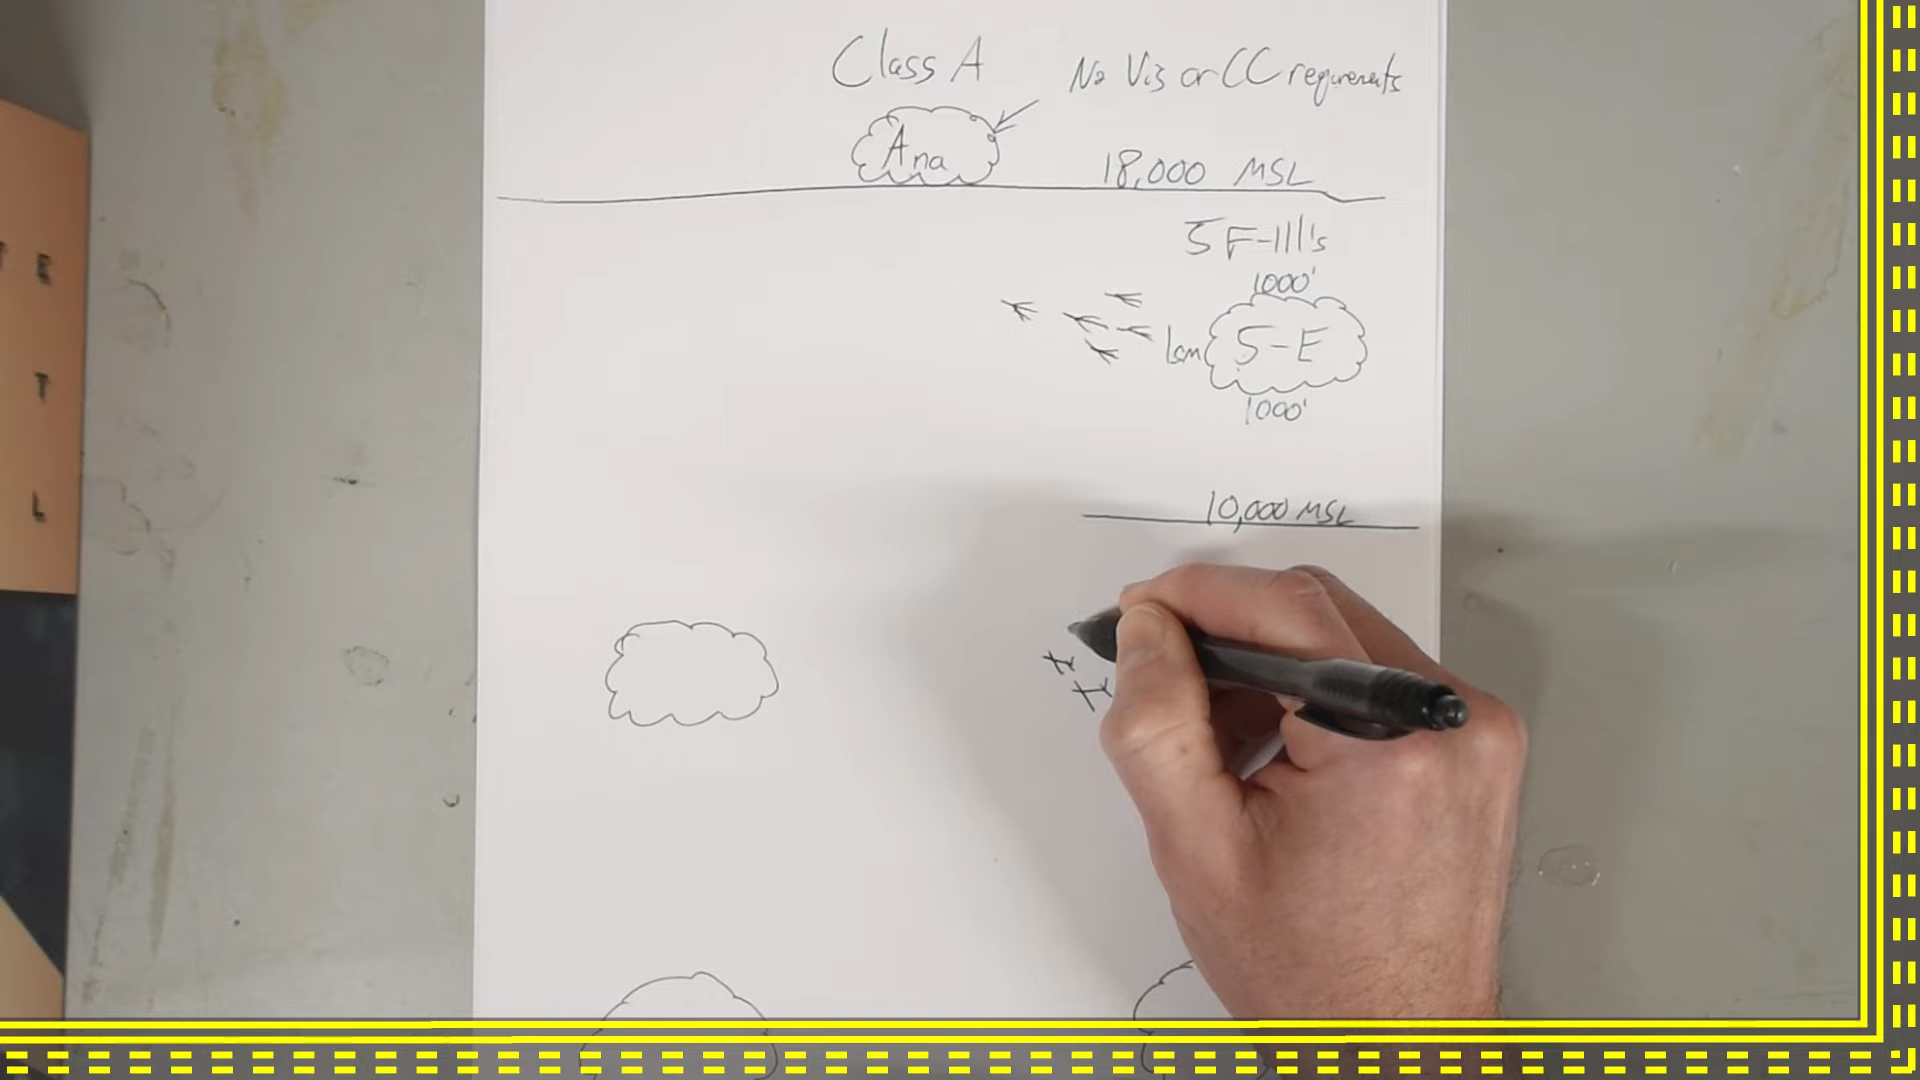 Class A
No Vis or CC requirements
Ana
18,000 MSL
5 F-111's
1000'
1sm
5-E
1000'
10,000 MSL
E
T
L